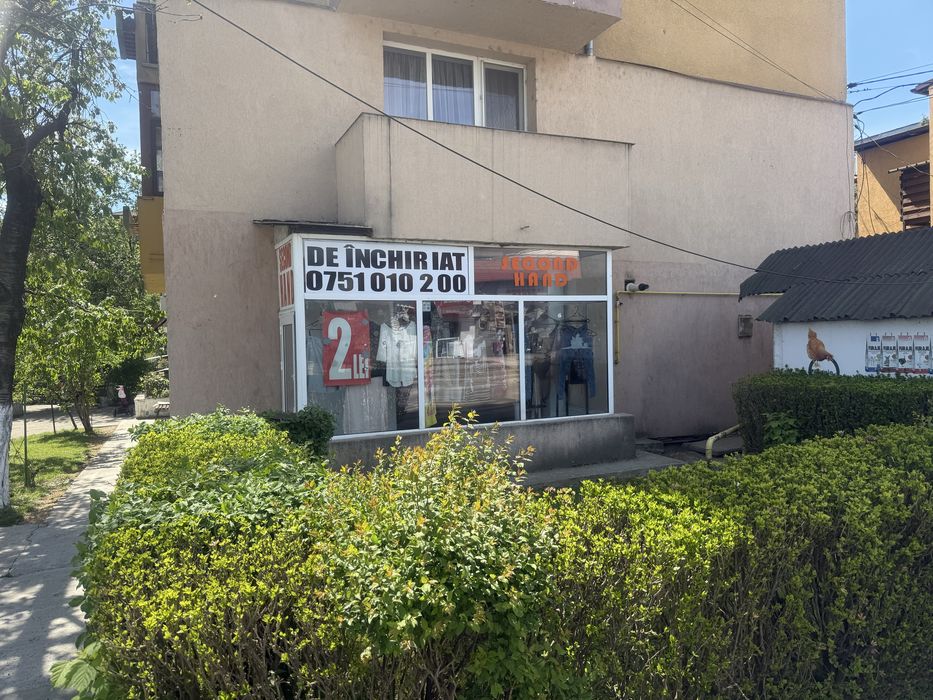 DE ÎNCHIRIAT
0751 010 200
SECOND
HAND
2 LEI